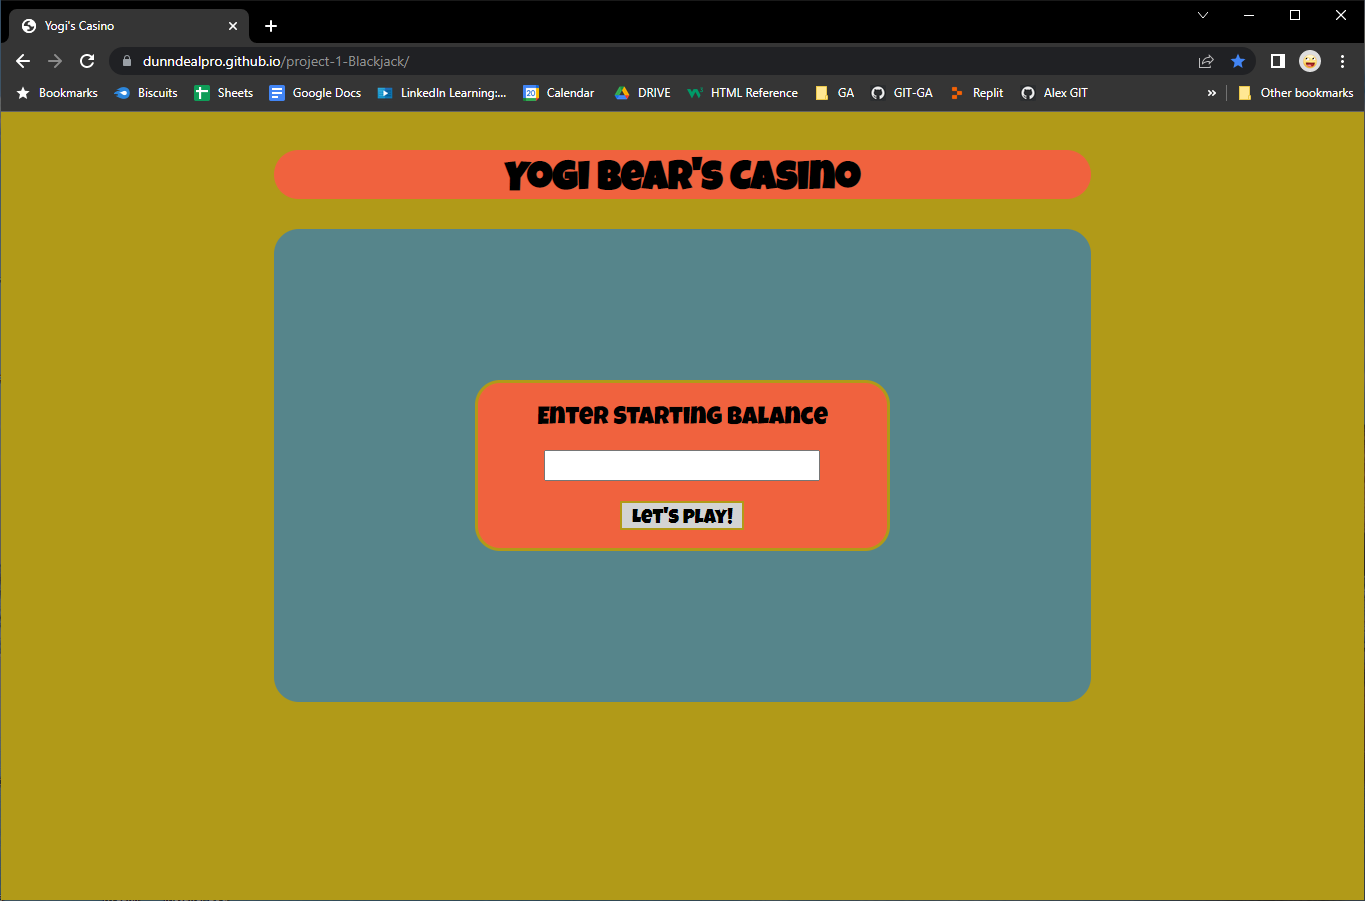 Yogi's Casino
dunndealpro.github.io/project-1-Blackjack/
Bookmarks Biscuits Sheets Google Docs LinkedIn Learning:... 20 Calendar DRIVE HTML Reference GA GIT-GA Replit Alex GIT » Other bookmarks
Yogi Bear's Casino
Enter Starting Balance
Let's Play!